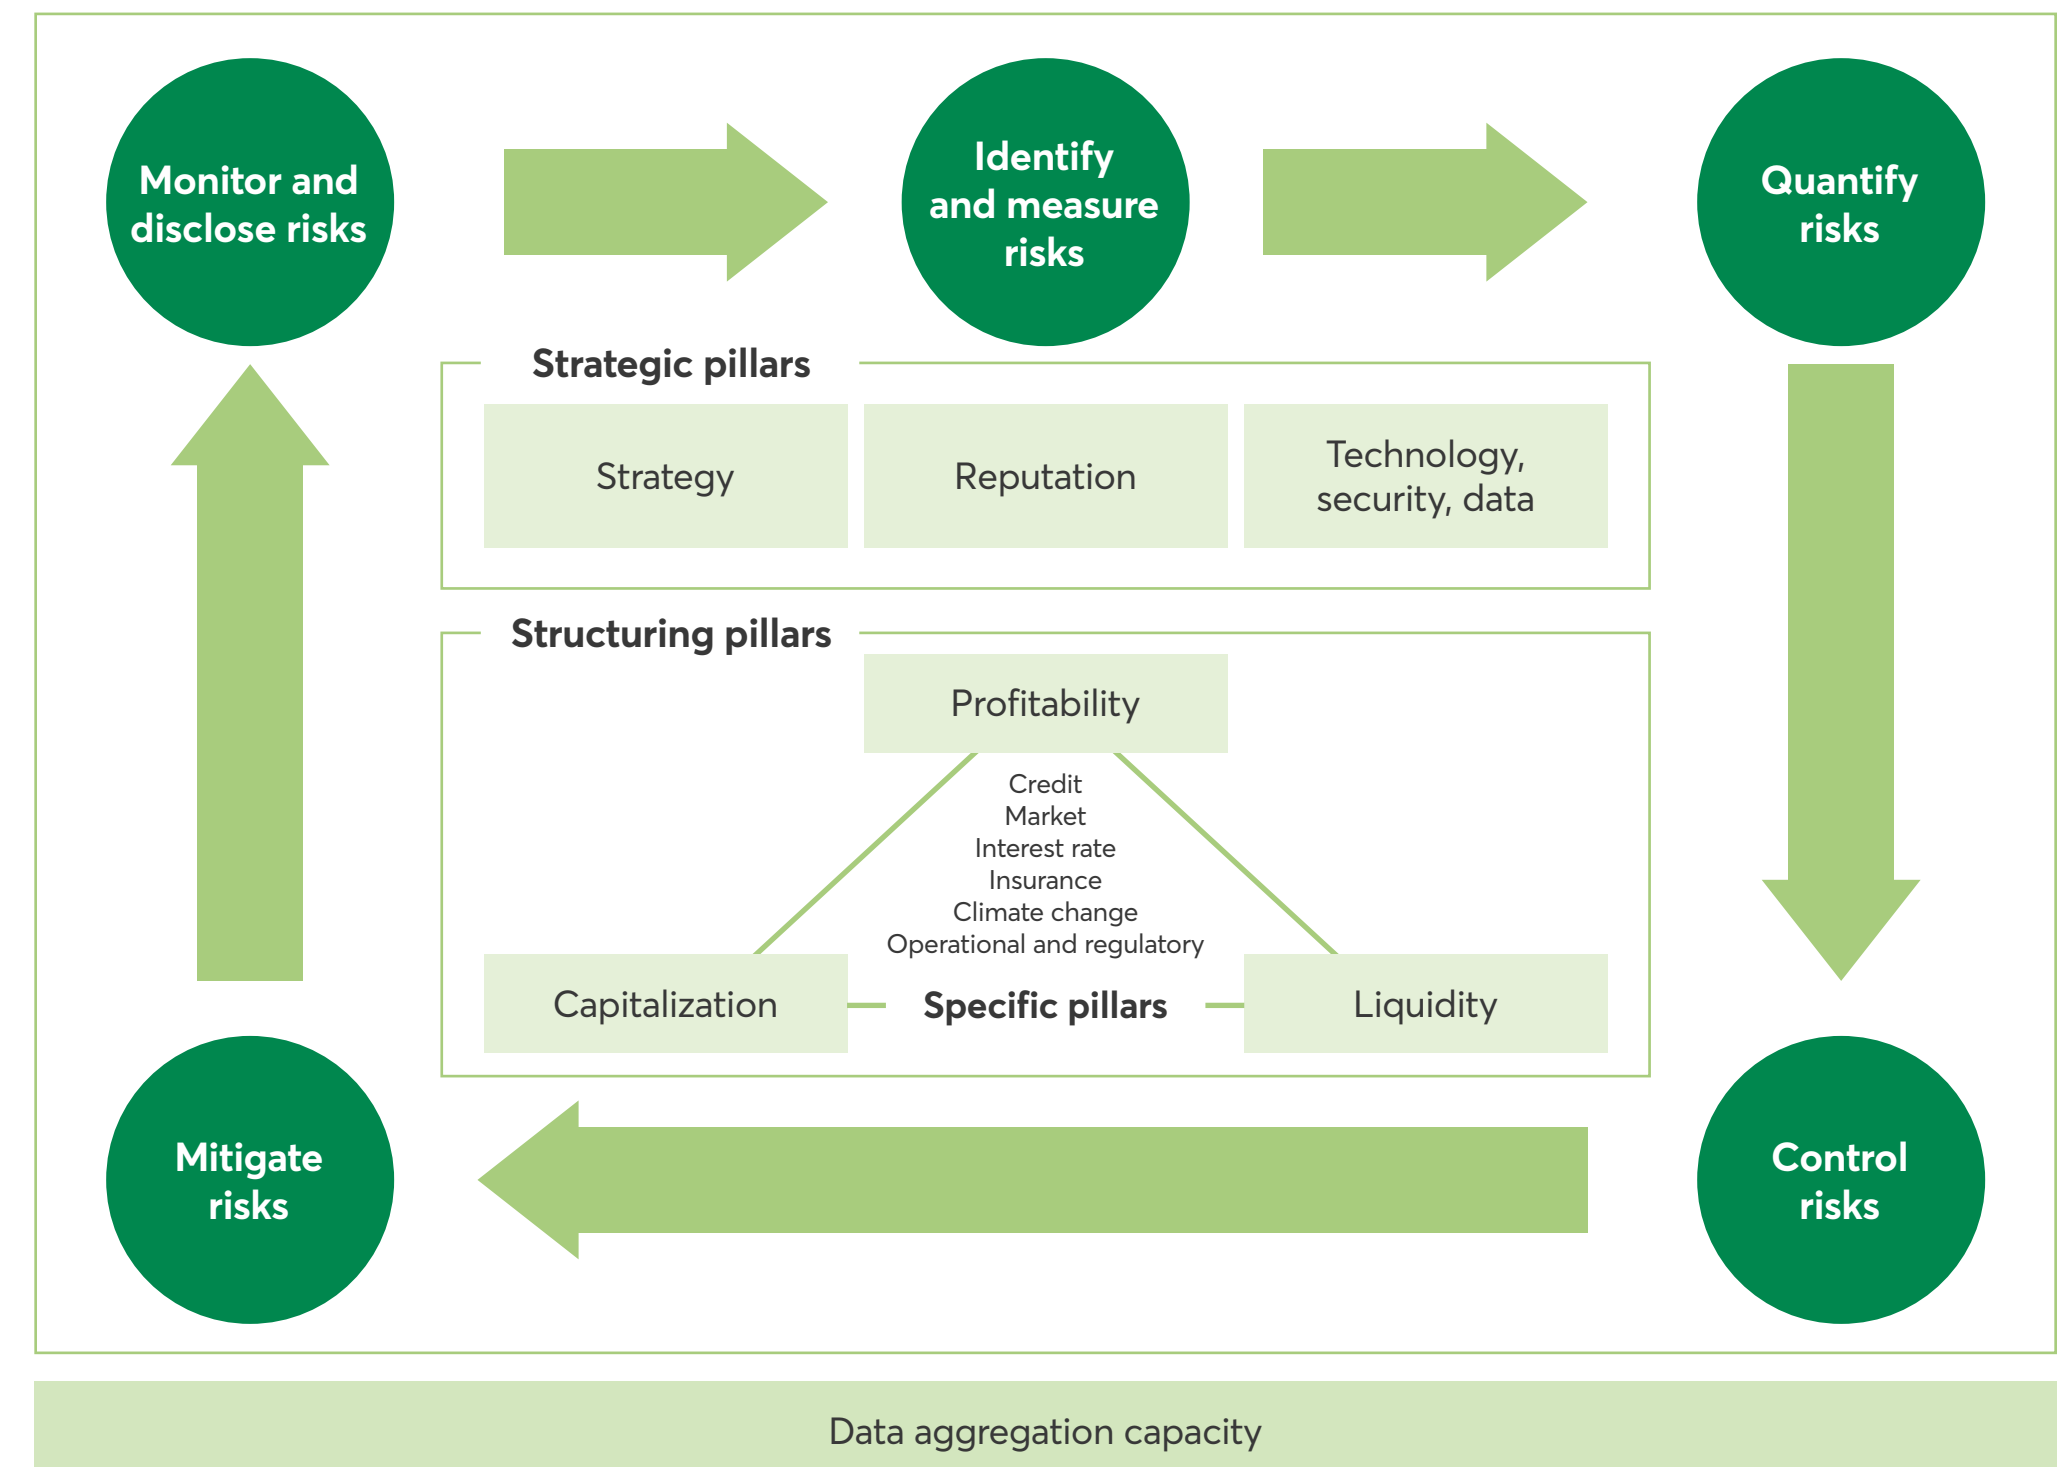 Monitor and
disclose risks
Identify
and measure
risks
Quantify
risks
Strategic pillars
Strategy
Reputation
Technology,
security, data
Structuring pillars
Profitability
Credit
Market
Interest rate
Insurance
Climate change
Operational and regulatory
Capitalization
Specific pillars
Liquidity
Mitigate
risks
Control
risks
Data aggregation capacity